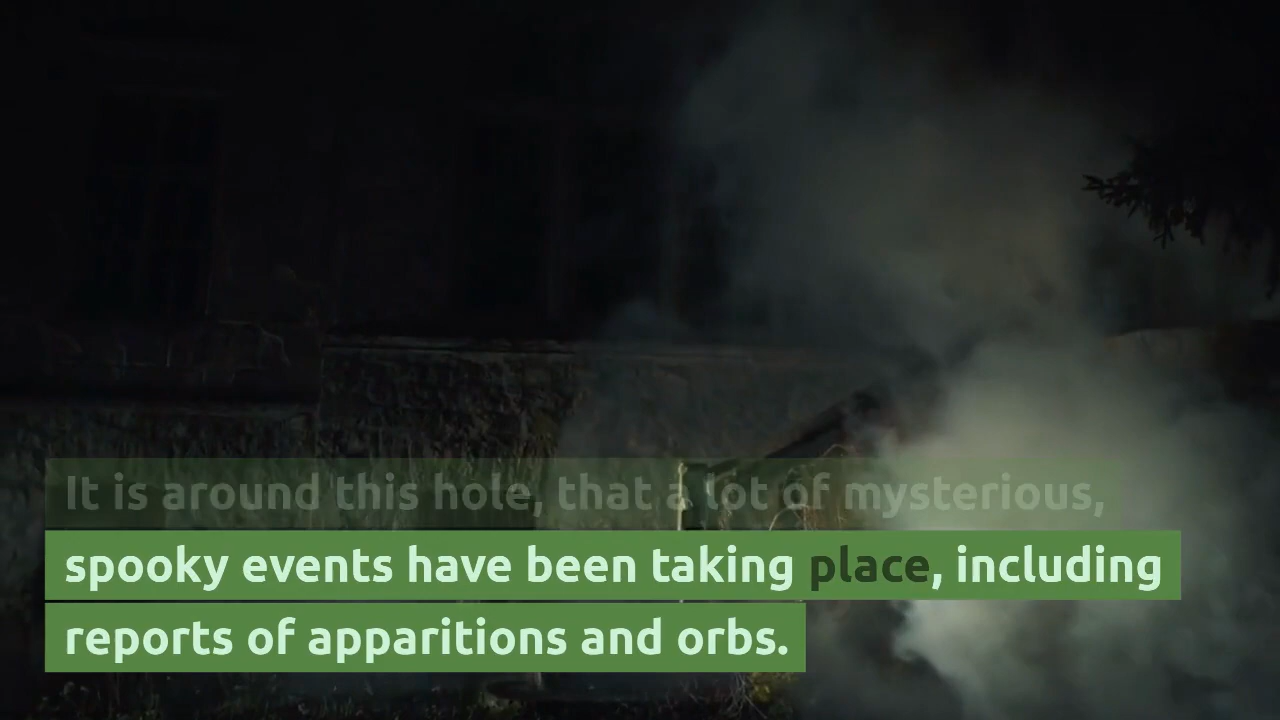 It is around this hole, that a lot of mysterious,
spooky events have been taking place, including
reports of apparitions and orbs.